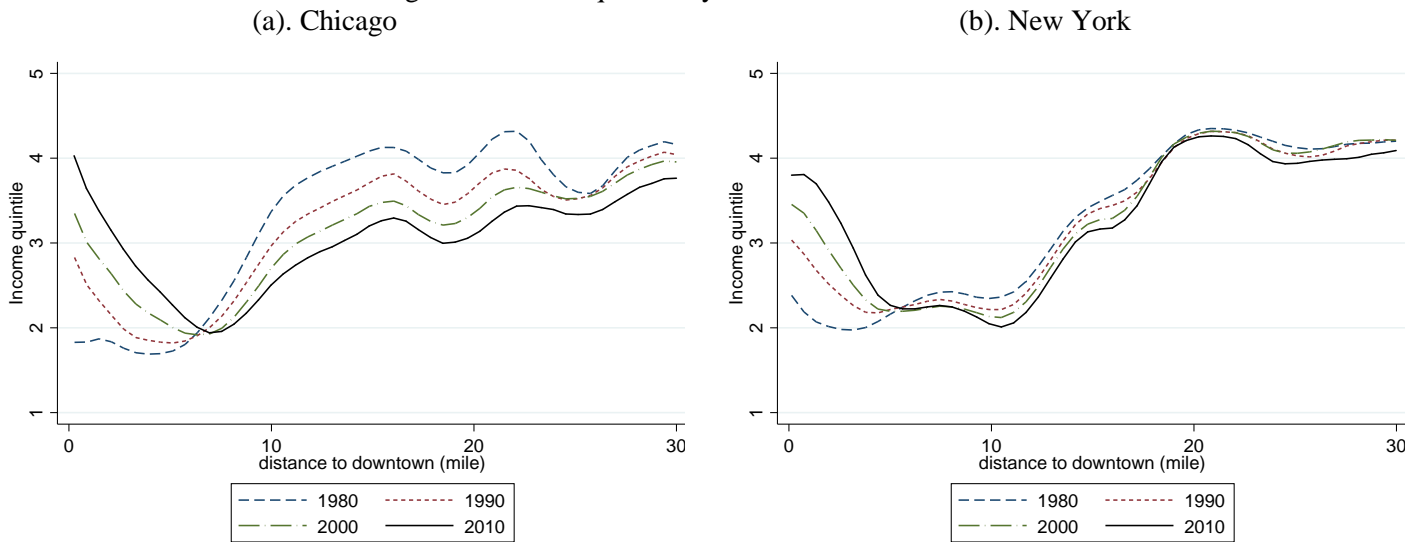 (a). Chicago
(b). New York
Income quintile
5
4
3
2
1
0 10 20 30
distance to downtown (mile)
1980 1990
2000 2010
Income quintile
5
4
3
2
1
0 10 20 30
distance to downtown (mile)
1980 1990
2000 2010